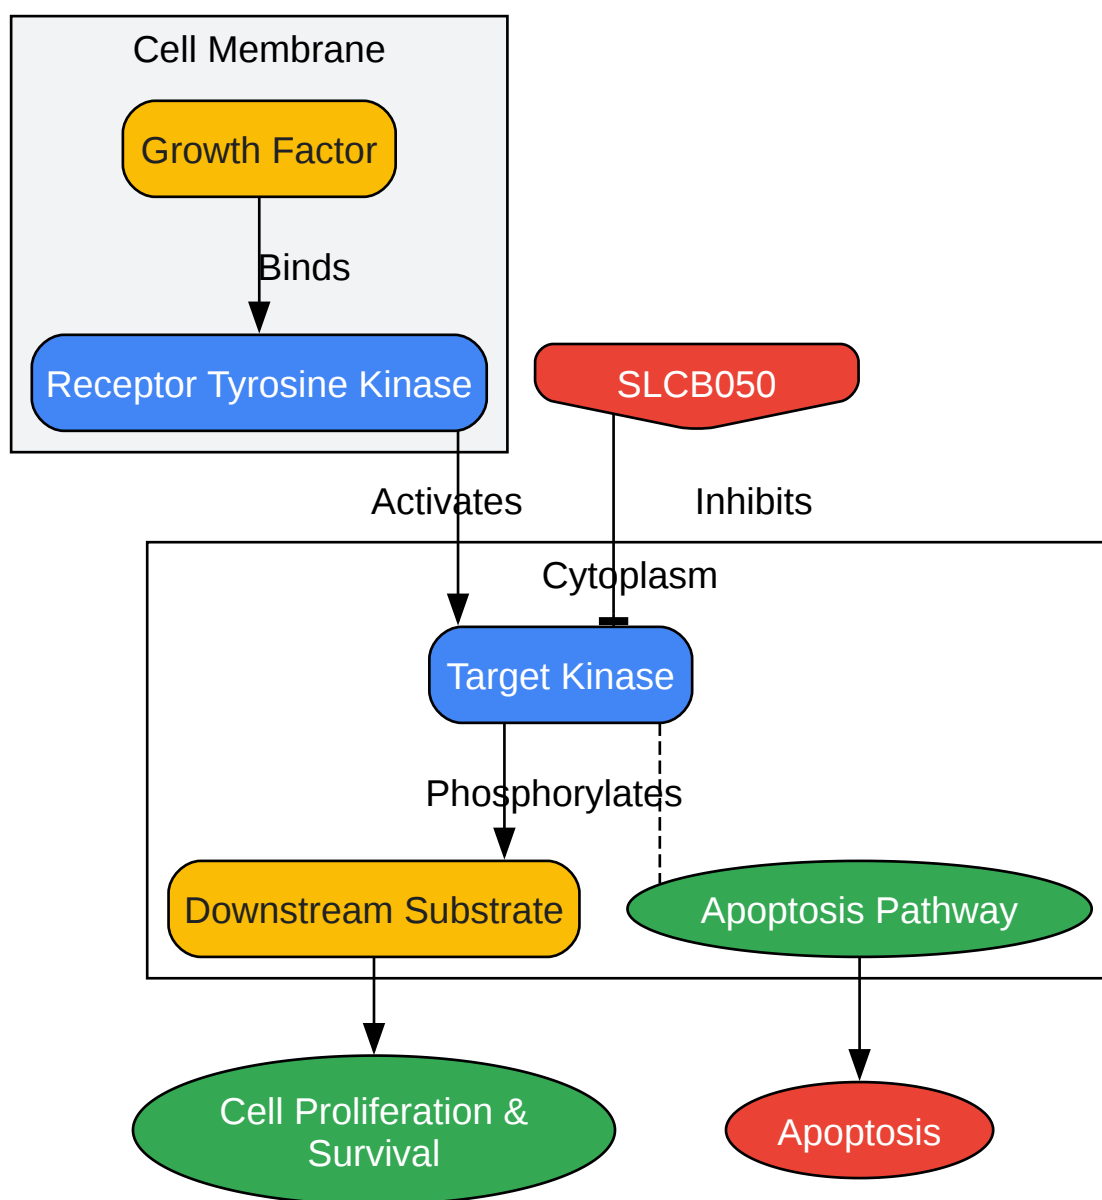 Cell Membrane
Growth Factor
Binds
Receptor Tyrosine Kinase
SLCB050
Activates
Inhibits
Cytoplasm
Target Kinase
Phosphorylates
Downstream Substrate
Apoptosis Pathway
Cell Proliferation &
Survival
Apoptosis